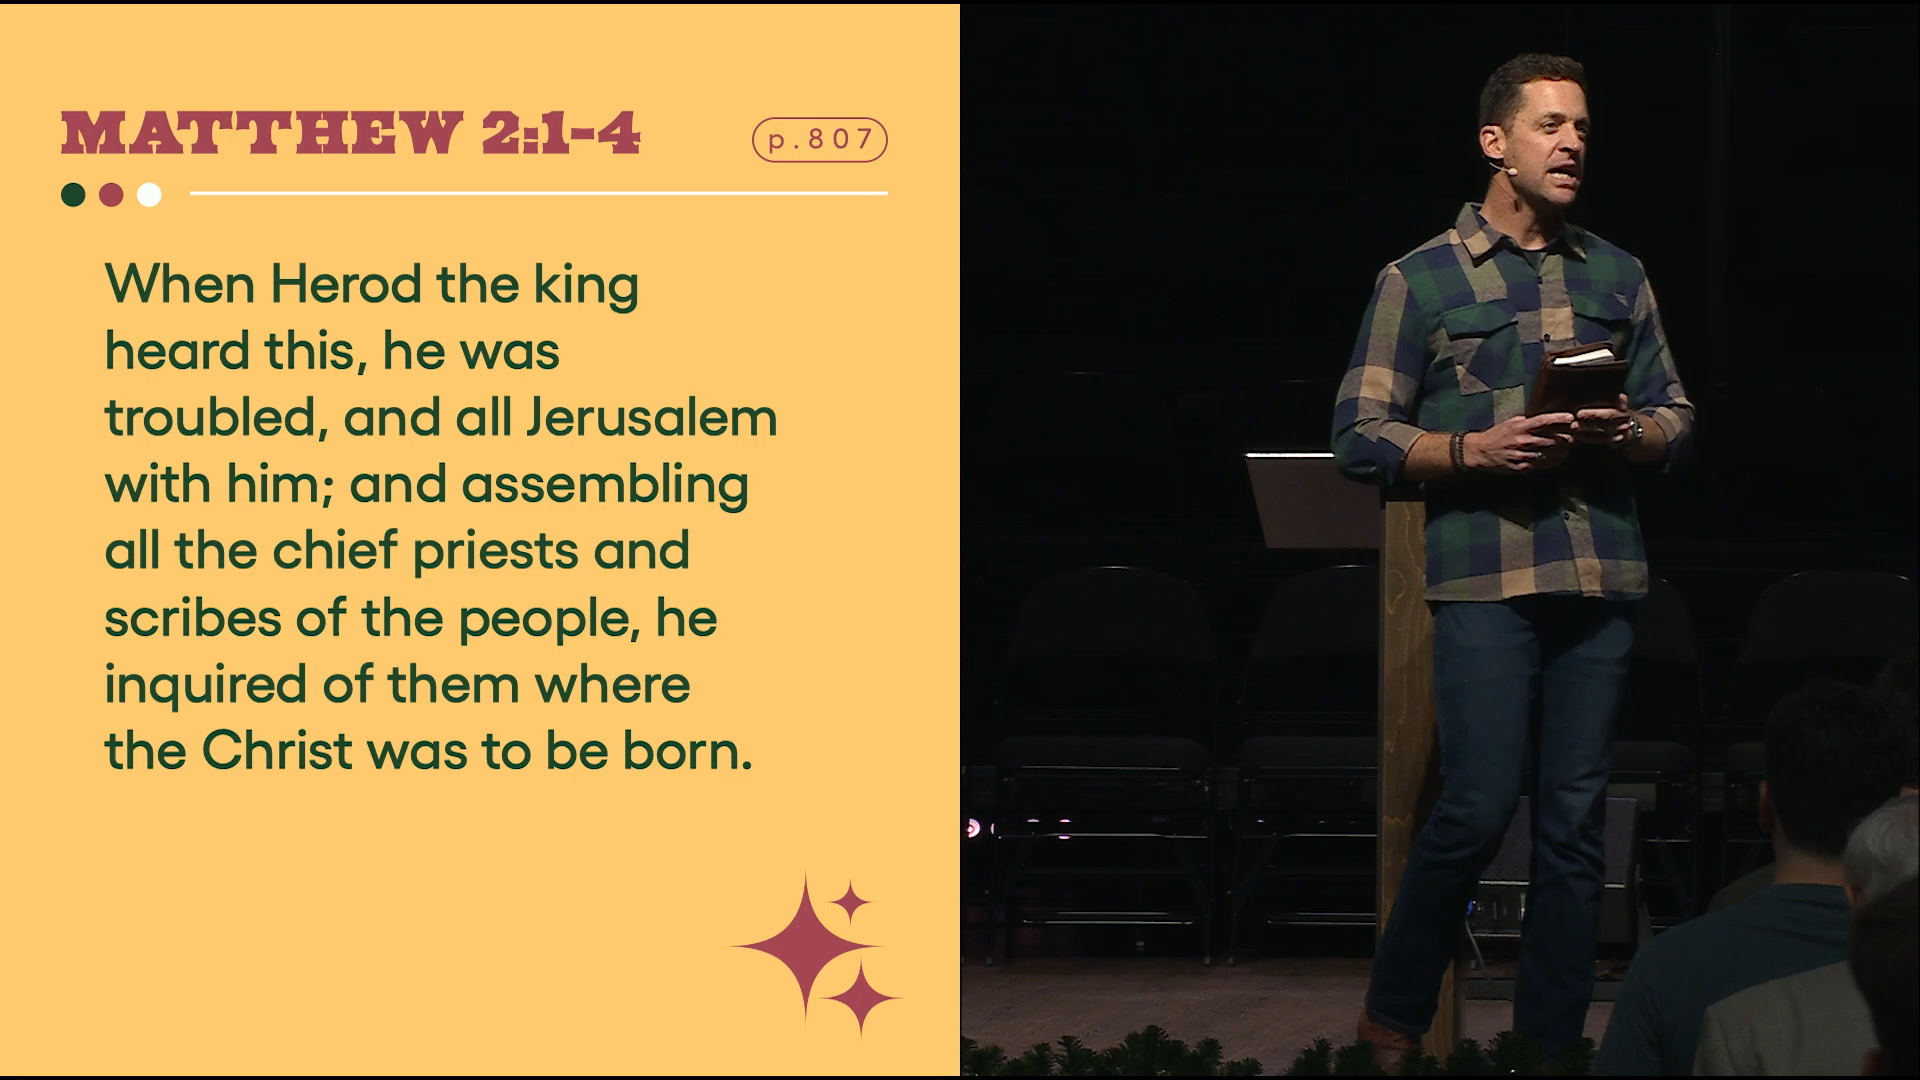 MATTHEW 2:1-4
p.807
When Herod the king
heard this, he was
troubled, and all Jerusalem
with him; and assembling
all the chief priests and
scribes of the people, he
inquired of them where
the Christ was to be born.